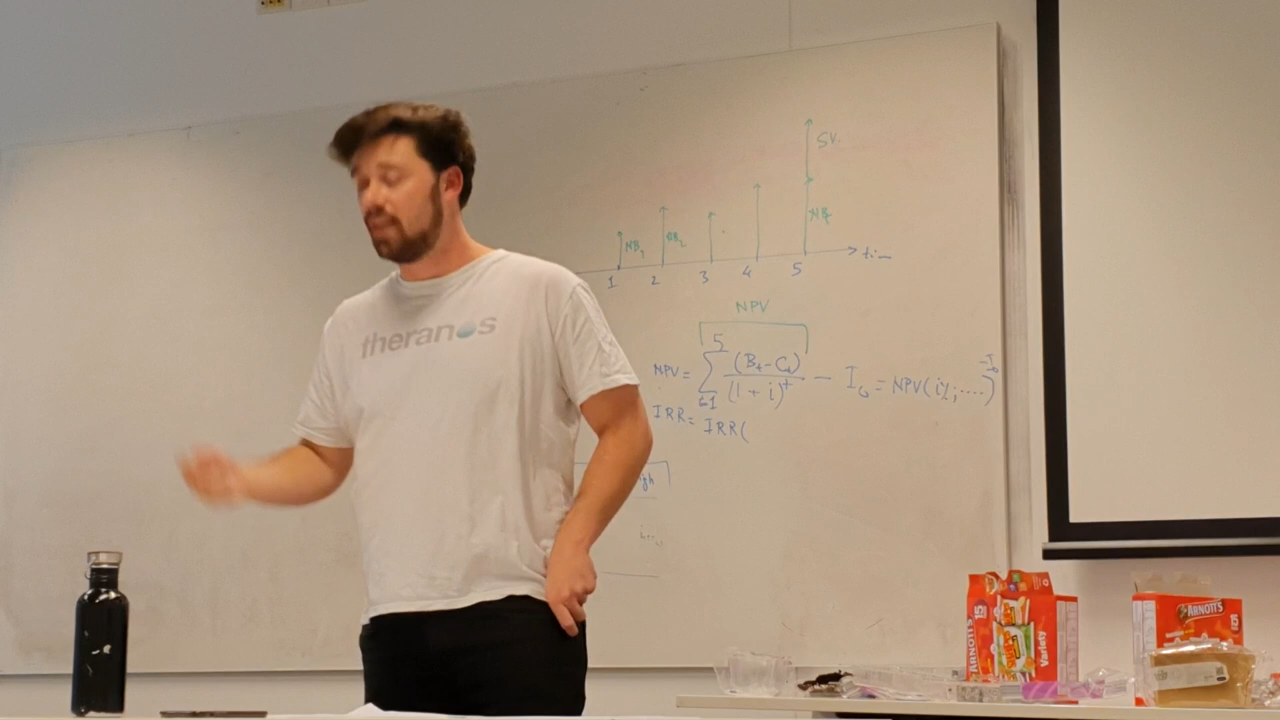 SV.
NB₁ NB₂ NB
1 2 3 4 5
NPV
NPV = 5 Σ t=1 (Bt - Ct) / (1 + i)^t - I₀ = NPV(i%; ....) -I₀
IRR = IRR(
theranos
ARNOTT'S
15
Variety
ARNOTT'S
15